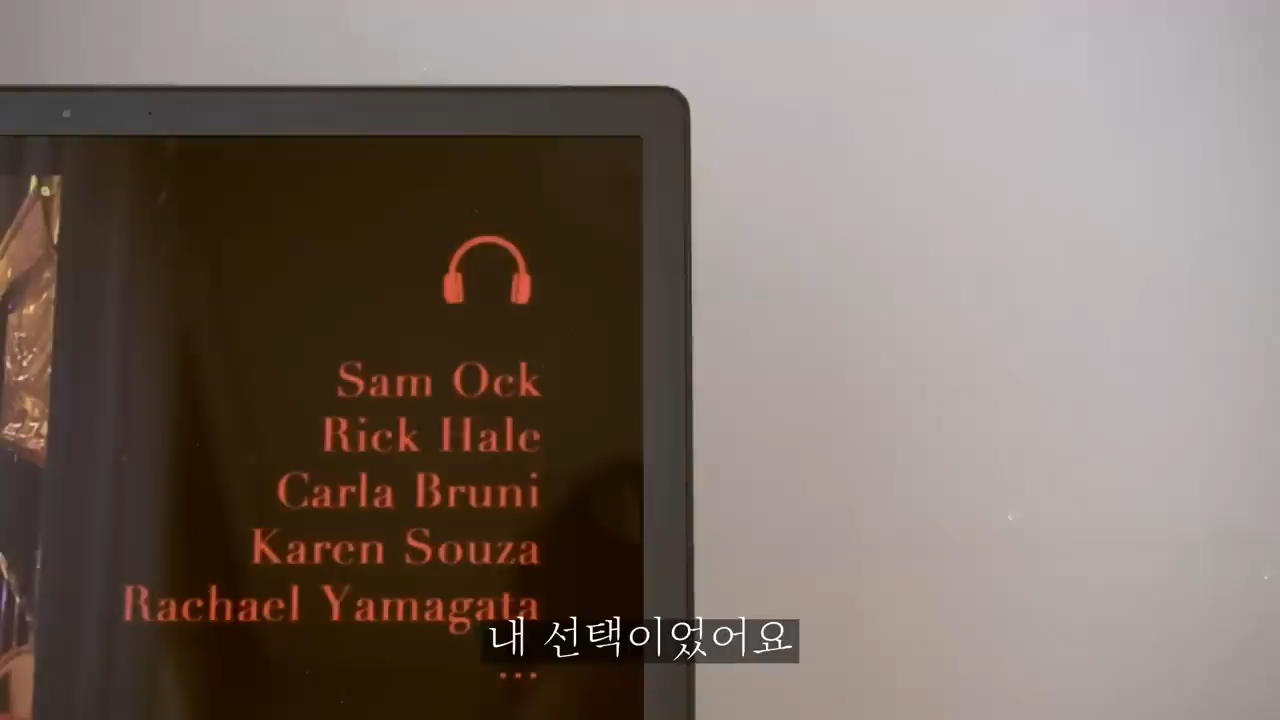 Sam Ock
Rick Hale
Carla Bruni
Karen Souza
Rachael Yamagata
내 선택이었어요
...